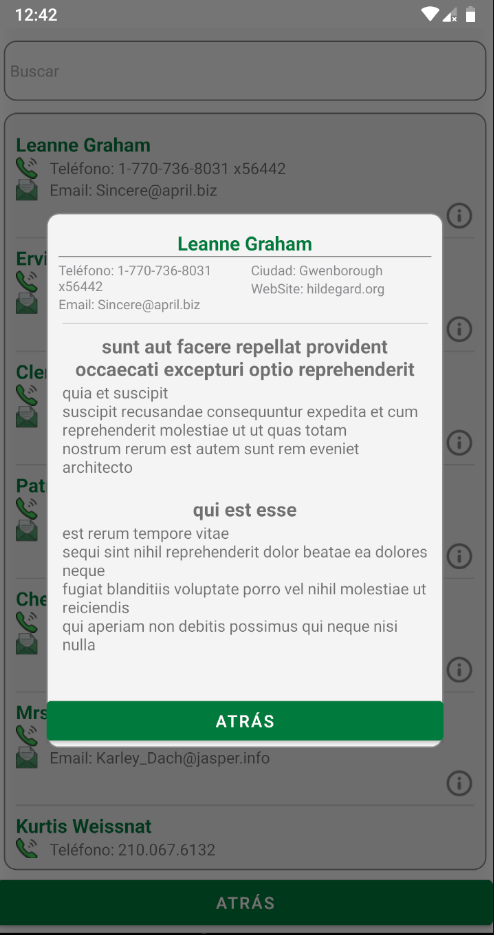 12:42
Buscar
Leanne Graham
Teléfono: 1-770-736-8031 x56442
Email: Sincere@april.biz
Ervi
Leanne Graham
Teléfono: 1-770-736-8031
x56442
Email: Sincere@april.biz
Ciudad: Gwenborough
WebSite: hildegard.org
sunt aut facere repellat provident
occaecati excepturi optio reprehenderit
quia et suscipit
suscipit recusandae consequuntur expedita et cum
reprehenderit molestiae ut ut quas totam
nostrum rerum est autem sunt rem eveniet
architecto
qui est esse
est rerum tempore vitae
sequi sint nihil reprehenderit dolor beatae ea dolores
neque
fugiat blanditiis voluptate porro vel nihil molestiae ut
reiciendis
qui aperiam non debitis possimus qui neque nisi
nulla
ATRÁS
Cle
Pat
Che
Mrs
Email: Karley_Dach@jasper.info
Kurtis Weissnat
Teléfono: 210.067.6132
ATRÁS